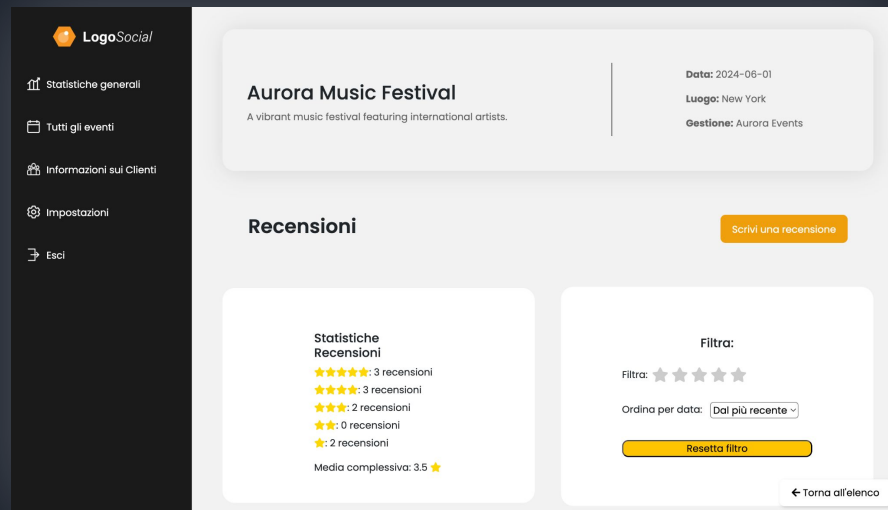 LogoSocial
Statistiche generali
Tutti gli eventi
Informazioni sui Clienti
Impostazioni
Esci
Aurora Music Festival
A vibrant music festival featuring international artists.
Data: 2024-06-01
Luogo: New York
Gestione: Aurora Events
Recensioni
Scrivi una recensione
Statistiche
Recensioni
: 3 recensioni
: 3 recensioni
: 2 recensioni
: 0 recensioni
: 2 recensioni
Media complessiva: 3.5
Filtra:
Filtra:
Ordina per data: Dal più recente
Resetta filtro
Torna all'elenco